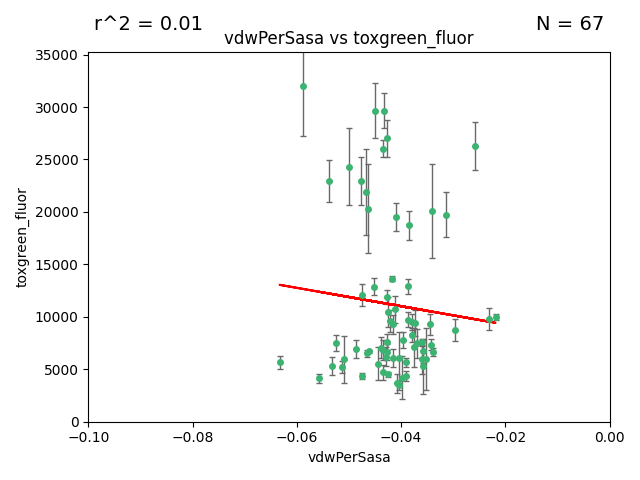 r^2 = 0.01
N = 67
vdwPerSasa vs toxgreen_fluor
35000
30000
25000
20000
15000
10000
5000
0
toxgreen_fluor
−0.10
−0.08
−0.06
−0.04
−0.02
0.00
vdwPerSasa